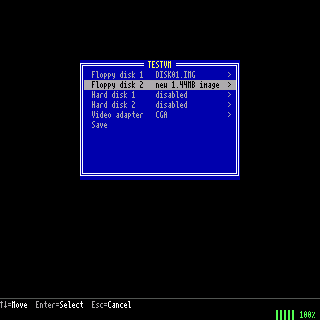 TESTVM
Floppy disk 1 DISK01.IMG >
Floppy disk 2 new 1.44MB image >
Hard disk 1 disabled >
Hard disk 2 disabled >
Video adapter CGA >
Save
↑↓=Move Enter=Select Esc=Cancel
100%